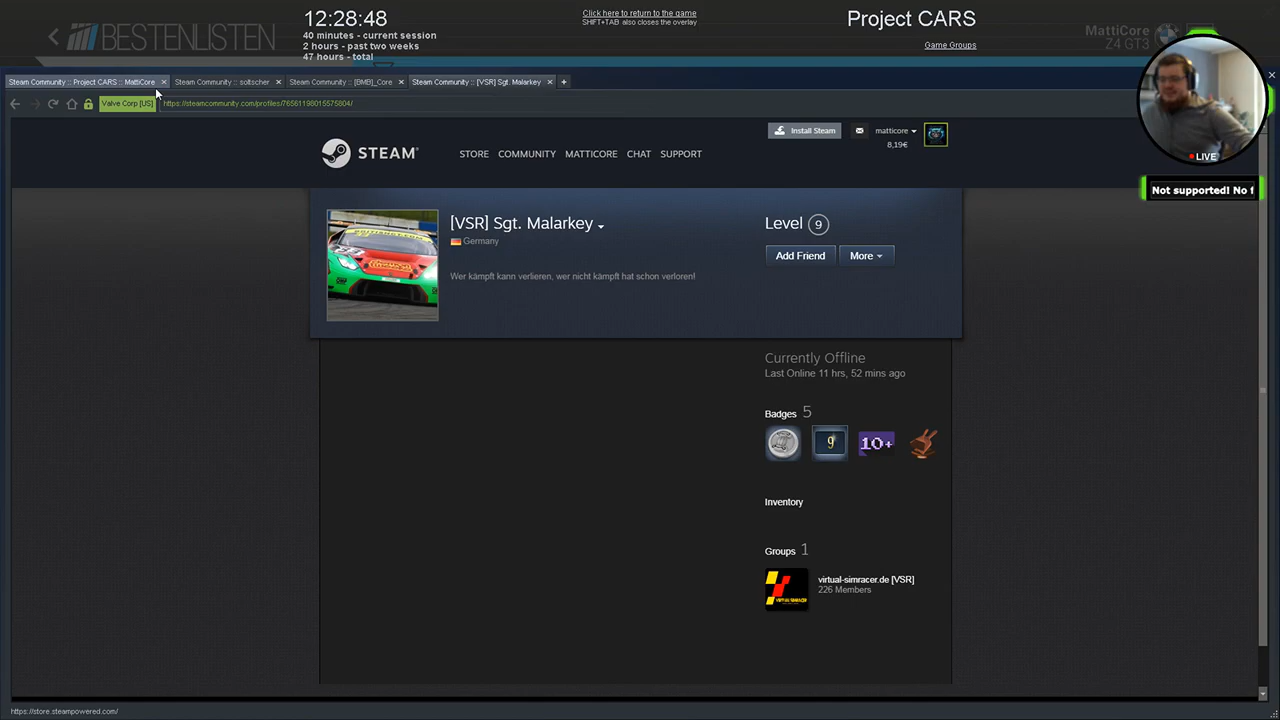 12:28:48
40 minutes - current session
2 hours - past two weeks
47 hours - total
Click here to return to the game
SHIFT+TAB also closes the overlay
Project CARS
Game Groups
BESTENLISTEN
MattiCore
Z4 GT3
Steam Community :: Project CARS :: MattiCore
Steam Community :: soltscher
Steam Community :: [BMB]_Core
Steam Community :: [VSR] Sgt. Malarkey
Valve Corp [US]
https://steamcommunity.com/profiles/76561198015575804/
LIVE
Not supported! No f
STEAM
STORE COMMUNITY MATTICORE CHAT SUPPORT
Install Steam
matticore
8,19€
[VSR] Sgt. Malarkey
Germany
Wer kämpft kann verlieren, wer nicht kämpft hat schon verloren!
Level 9
Add Friend
More
Currently Offline
Last Online 11 hrs, 52 mins ago
Badges 5
9
10+
Inventory
Groups 1
virtual-simracer.de [VSR]
226 Members
https://store.steampowered.com/